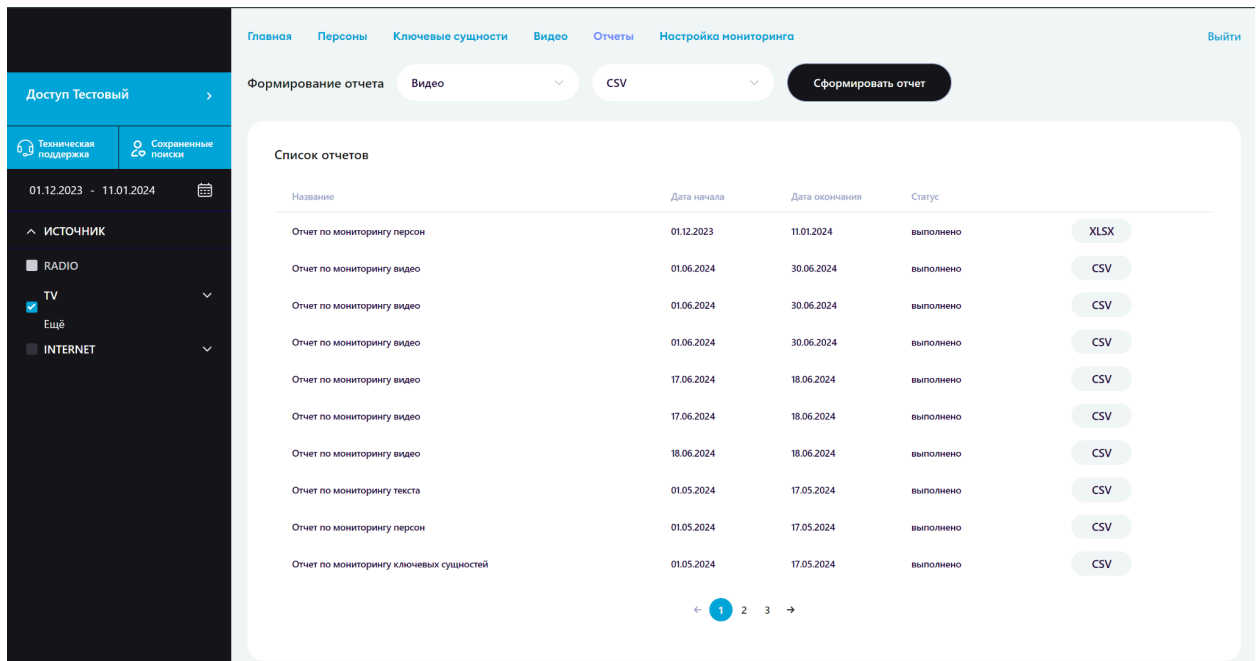 Главная Персоны Ключевые сущности Видео Отчеты Настройка мониторинга Выйти
Формирование отчета Видео CSV Сформировать отчет
Доступ Тестовый
Техническая поддержка
Сохраненные поиски
01.12.2023 - 11.01.2024
ИСТОЧНИК
RADIO
TV
Ещё
INTERNET
Список отчетов
Название Дата начала Дата окончания Статус
Отчет по мониторингу персон 01.12.2023 11.01.2024 выполнено XLSX
Отчет по мониторингу видео 01.06.2024 30.06.2024 выполнено CSV
Отчет по мониторингу видео 01.06.2024 30.06.2024 выполнено CSV
Отчет по мониторингу видео 01.06.2024 30.06.2024 выполнено CSV
Отчет по мониторингу видео 17.06.2024 18.06.2024 выполнено CSV
Отчет по мониторингу видео 17.06.2024 18.06.2024 выполнено CSV
Отчет по мониторингу видео 18.06.2024 18.06.2024 выполнено CSV
Отчет по мониторингу текста 01.05.2024 17.05.2024 выполнено CSV
Отчет по мониторингу персон 01.05.2024 17.05.2024 выполнено CSV
Отчет по мониторингу ключевых сущностей 01.05.2024 17.05.2024 выполнено CSV
← 1 2 3 →